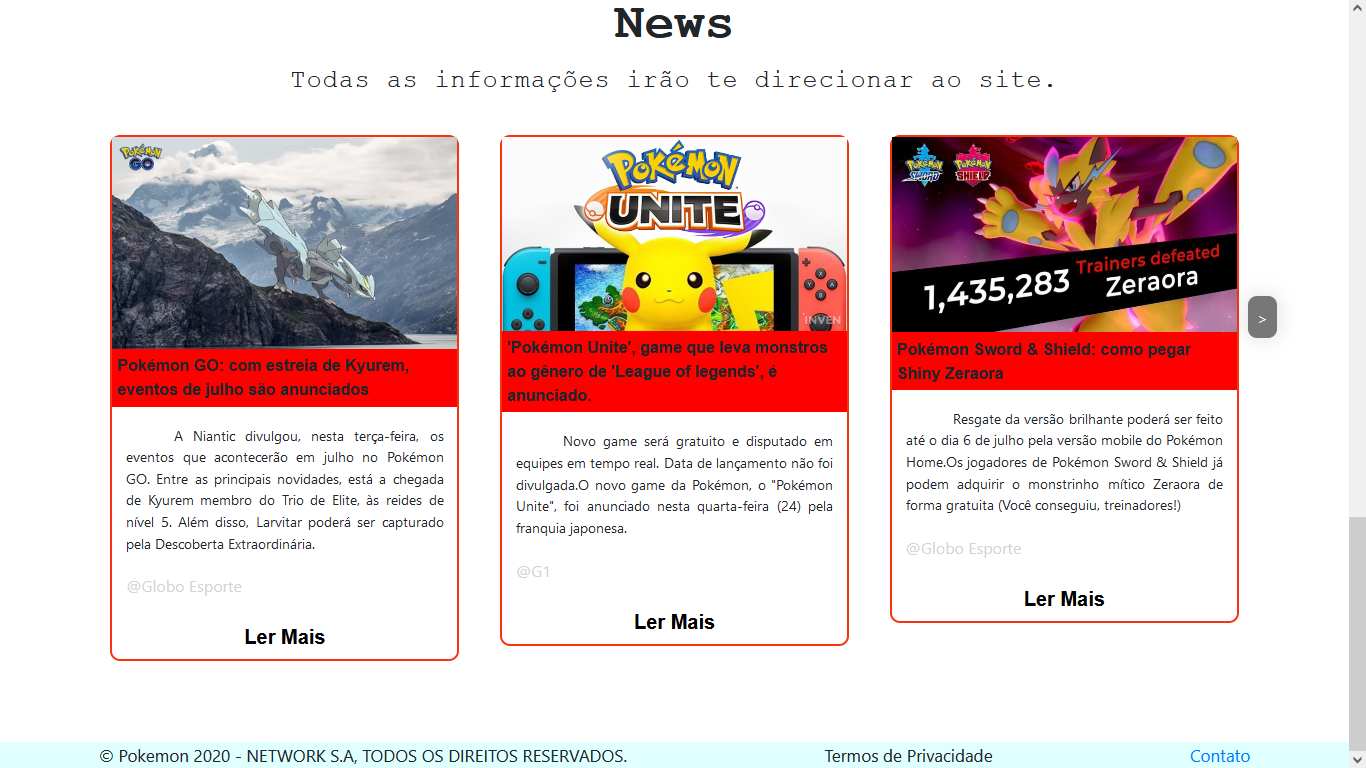 News
Todas as informações irão te direcionar ao site.
POKÉMON
GO
Pokémon GO: com estreia de Kyurem,
eventos de julho são anunciados
A Niantic divulgou, nesta terça-feira, os
eventos que acontecerão em julho no Pokémon
GO. Entre as principais novidades, está a chegada
de Kyurem membro do Trio de Elite, às reides de
nível 5. Além disso, Larvitar poderá ser capturado
pela Descoberta Extraordinária.
@Globo Esporte
Ler Mais
POKÉMON
UNITE
X
Y A
B
INVEN
'Pokémon Unite', game que leva monstros
ao gênero de 'League of legends', é
anunciado.
Novo game será gratuito e disputado em
equipes em tempo real. Data de lançamento não foi
divulgada.O novo game da Pokémon, o "Pokémon
Unite", foi anunciado nesta quarta-feira (24) pela
franquia japonesa.
@G1
Ler Mais
POKÉMON SWORD
POKÉMON SHIELD
1,435,283
Trainers defeated
Zeraora
Pokémon Sword & Shield: como pegar
Shiny Zeraora
Resgate da versão brilhante poderá ser feito
até o dia 6 de julho pela versão mobile do Pokémon
Home.Os jogadores de Pokémon Sword & Shield já
podem adquirir o monstrinho mítico Zeraora de
forma gratuita (Você conseguiu, treinadores!)
@Globo Esporte
Ler Mais
>
© Pokemon 2020 - NETWORK S.A, TODOS OS DIREITOS RESERVADOS.
Termos de Privacidade
Contato